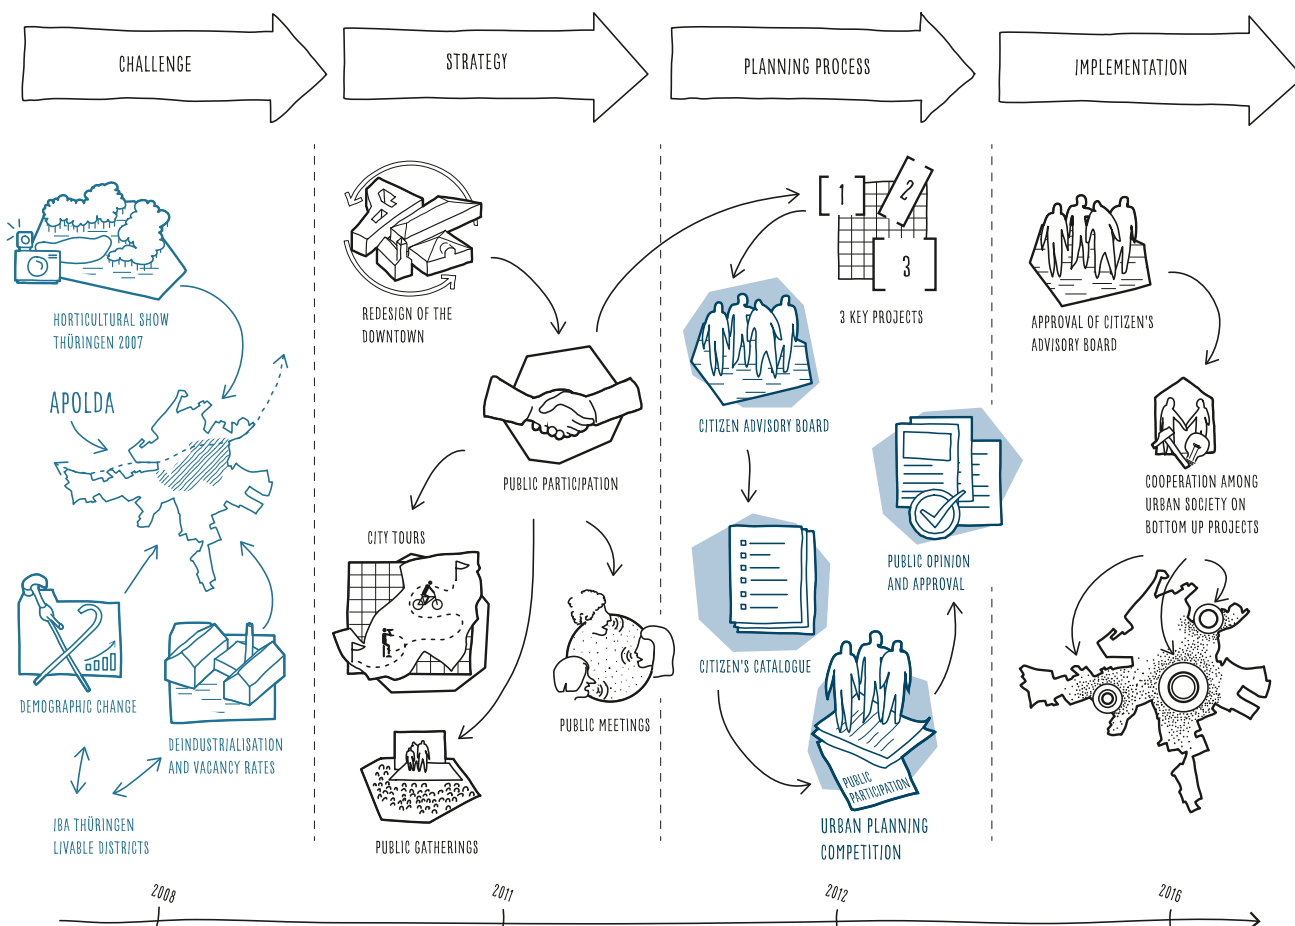 CHALLENGE
STRATEGY
PLANNING PROCESS
IMPLEMENTATION
HORTICULTURAL SHOW
THÜRINGEN 2007
APOLDA
DEMOGRAPHIC CHANGE
DEINDUSTRIALISATION
AND VACANCY RATES
IBA THÜRINGEN
LIVABLE DISTRICTS
REDESIGN OF THE
DOWNTOWN
PUBLIC PARTICIPATION
CITY TOURS
PUBLIC MEETINGS
PUBLIC GATHERINGS
1
2
3
3 KEY PROJECTS
CITIZEN ADVISORY BOARD
CITIZEN'S CATALOGUE
PUBLIC
PARTICIPATION
URBAN PLANNING
COMPETITION
PUBLIC OPINION
AND APPROVAL
APPROVAL OF CITIZEN'S
ADVISORY BOARD
COOPERATION AMONG
URBAN SOCIETY ON
BOTTOM UP PROJECTS
2008
2011
2012
2016